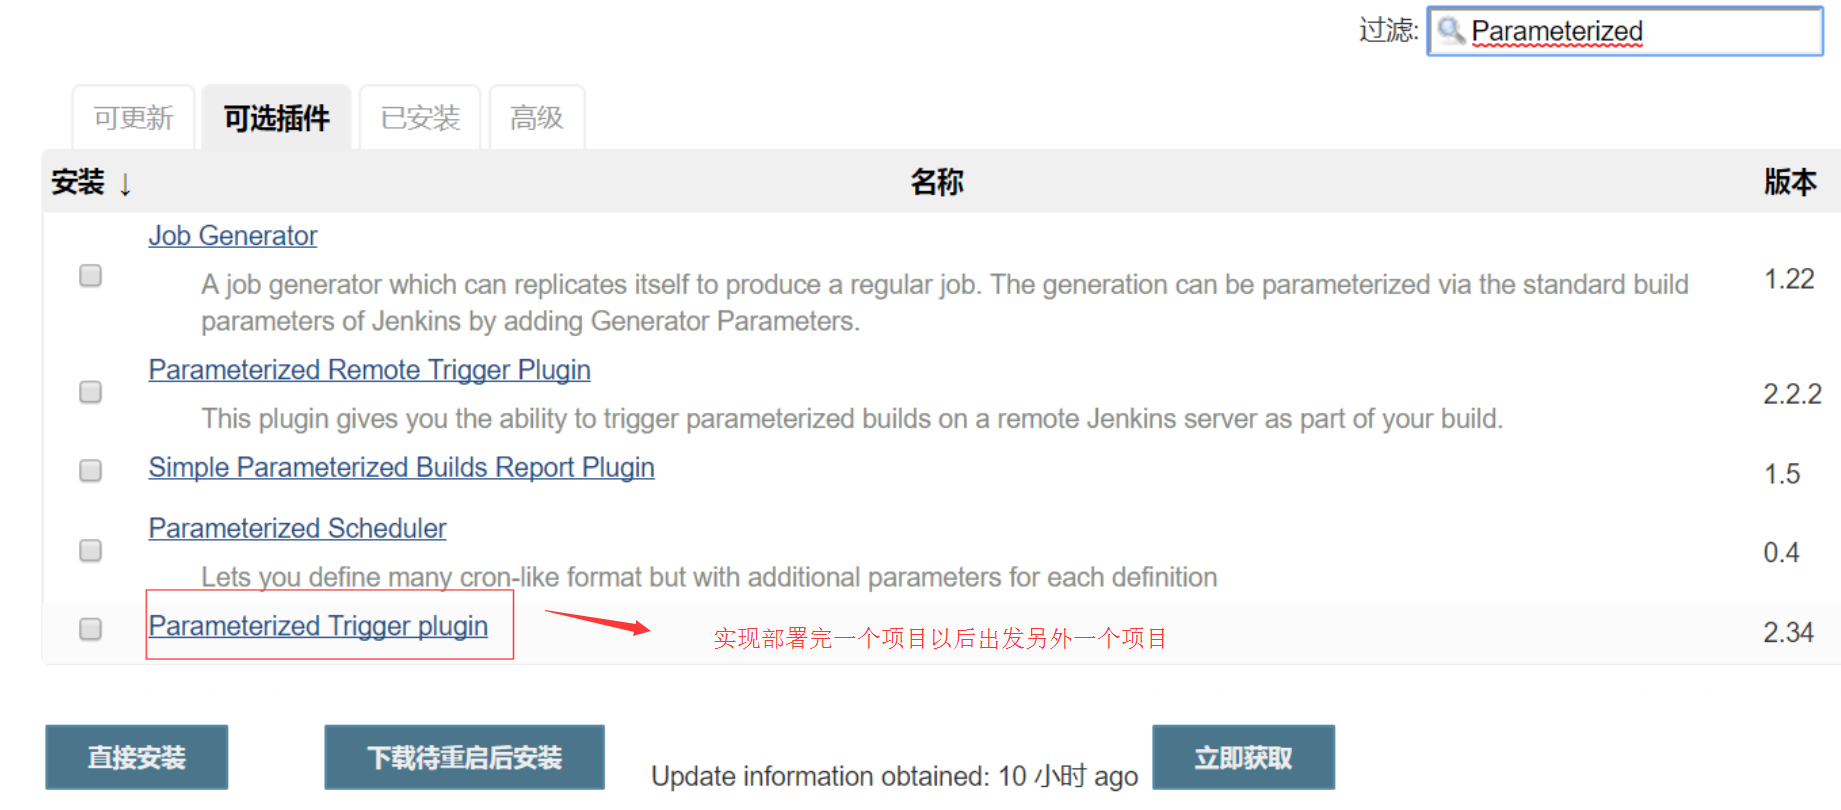 过滤: Parameterized
可更新 可选插件 已安装 高级
安装 ↓ 名称 版本
Job Generator
A job generator which can replicates itself to produce a regular job. The generation can be parameterized via the standard build
parameters of Jenkins by adding Generator Parameters.
1.22
Parameterized Remote Trigger Plugin
This plugin gives you the ability to trigger parameterized builds on a remote Jenkins server as part of your build.
2.2.2
Simple Parameterized Builds Report Plugin
1.5
Parameterized Scheduler
Lets you define many cron-like format but with additional parameters for each definition
0.4
Parameterized Trigger plugin
实现部署完一个项目以后出发另外一个项目
2.34
直接安装 下载待重启后安装 Update information obtained: 10 小时 ago 立即获取